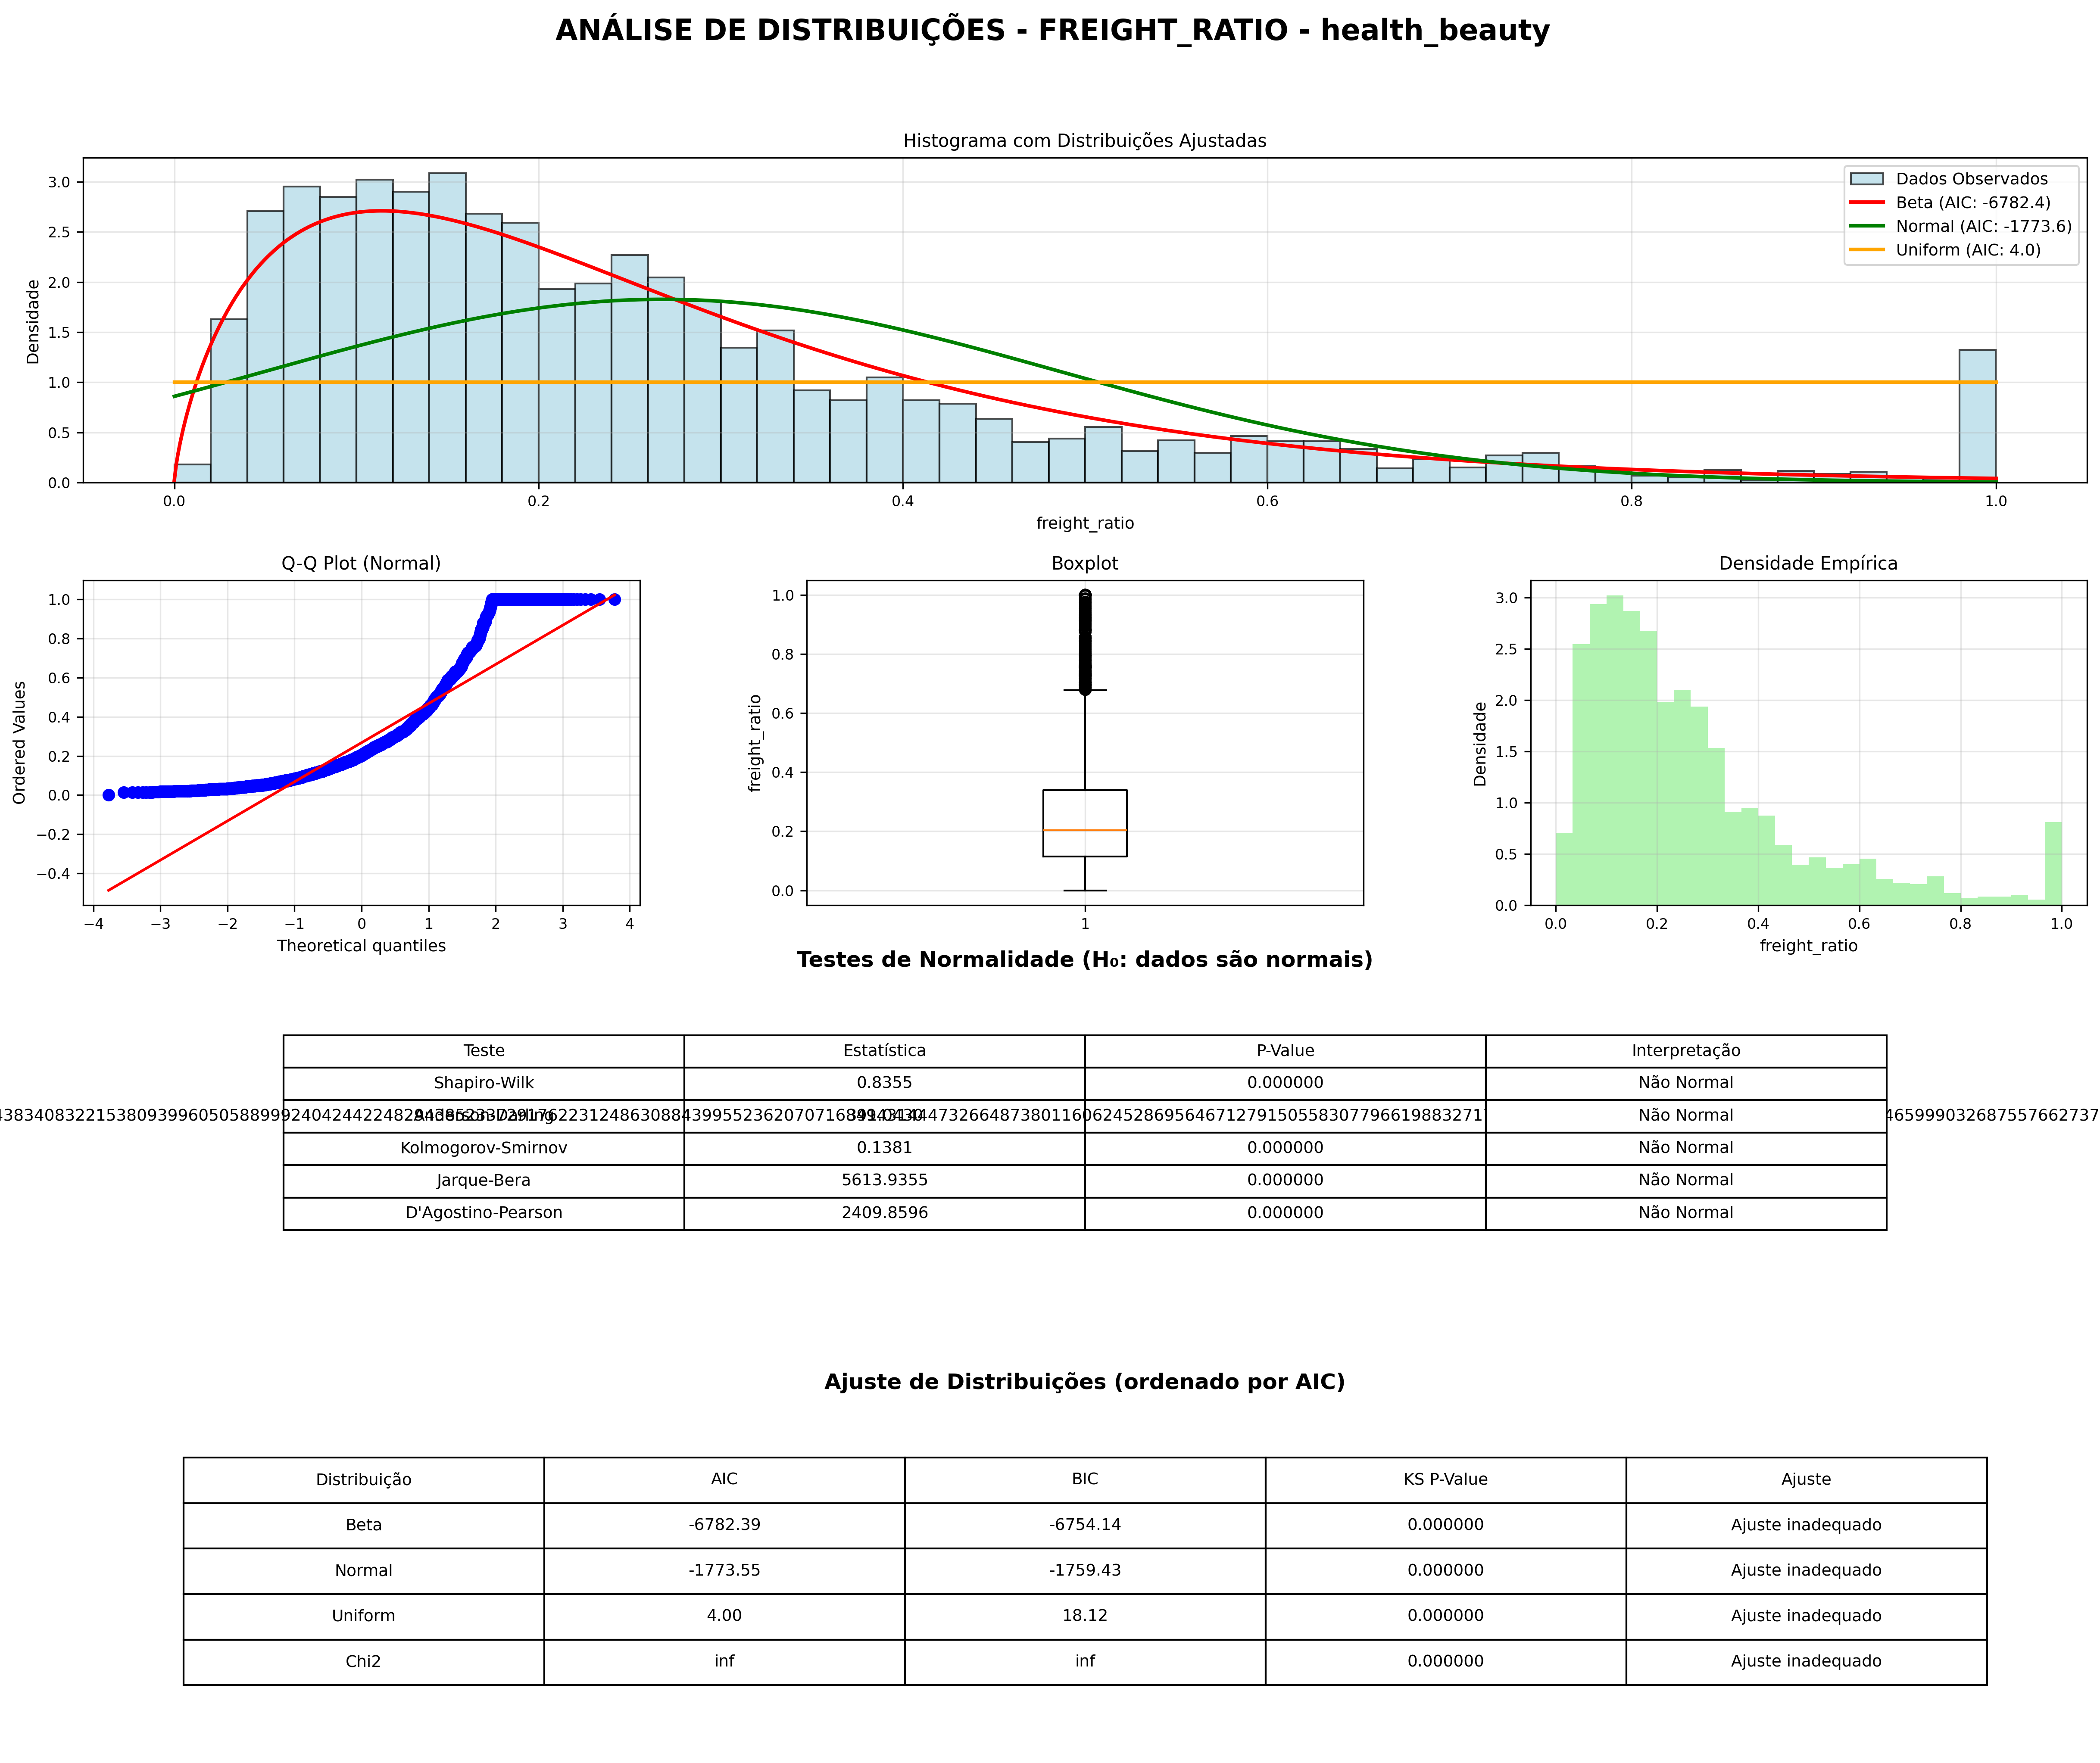 ANÁLISE DE DISTRIBUIÇÕES - FREIGHT_RATIO - health_beauty
Histograma com Distribuições Ajustadas
Densidade
3.0
2.5
2.0
1.5
1.0
0.5
0.0
0.0 0.2 0.4 0.6 0.8 1.0
freight_ratio
Dados Observados
Beta (AIC: -6782.4)
Normal (AIC: -1773.6)
Uniform (AIC: 4.0)
Q-Q Plot (Normal)
Ordered Values
1.0
0.8
0.6
0.4
0.2
0.0
−0.2
−0.4
−4 −3 −2 −1 0 1 2 3 4
Theoretical quantiles
Boxplot
freight_ratio
1.0
0.8
0.6
0.4
0.2
0.0
1
Densidade Empírica
Densidade
3.0
2.5
2.0
1.5
1.0
0.5
0.0
0.0 0.2 0.4 0.6 0.8 1.0
freight_ratio
Testes de Normalidade (H₀: dados são normais)
Teste Estatística P-Value Interpretação
Shapiro-Wilk 0.8355 0.000000 Não Normal
Anderson-Darling Não Normal
Kolmogorov-Smirnov 0.1381 0.000000 Não Normal
Jarque-Bera 5613.9355 0.000000 Não Normal
D'Agostino-Pearson 2409.8596 0.000000 Não Normal
Ajuste de Distribuições (ordenado por AIC)
Distribuição AIC BIC KS P-Value Ajuste
Beta -6782.39 -6754.14 0.000000 Ajuste inadequado
Normal -1773.55 -1759.43 0.000000 Ajuste inadequado
Uniform 4.00 18.12 0.000000 Ajuste inadequado
Chi2 inf inf 0.000000 Ajuste inadequado